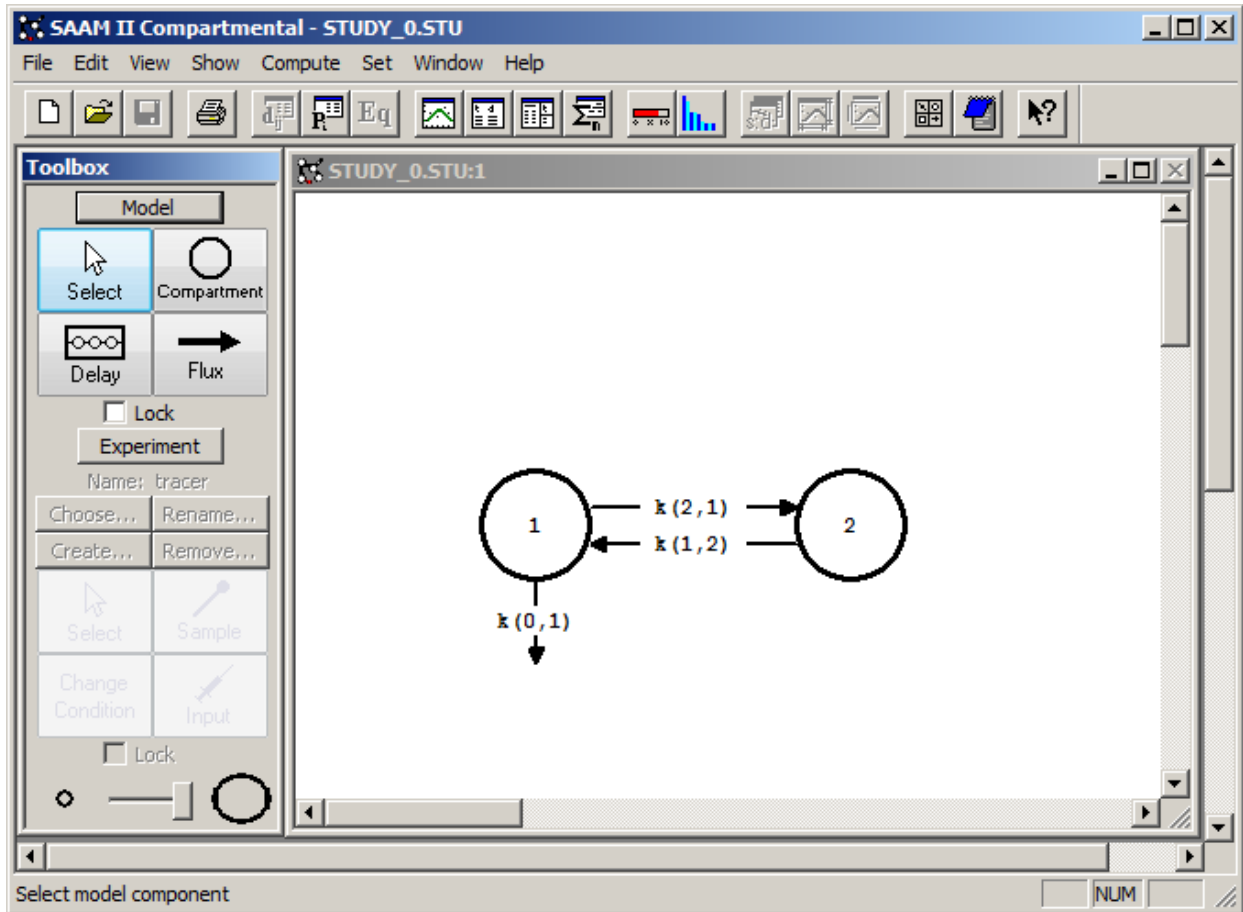 SAAM II Compartmental - STUDY_0.STU
File Edit View Show Compute Set Window Help
Eq
Toolbox
Model
Select
Compartment
Delay
Flux
Lock
Experiment
Name: tracer
Choose... Rename...
Create... Remove...
Select
Sample
Change
Condition
Input
Lock
STUDY_0.STU:1
1
k(2,1)
k(1,2)
2
k(0,1)
Select model component
NUM